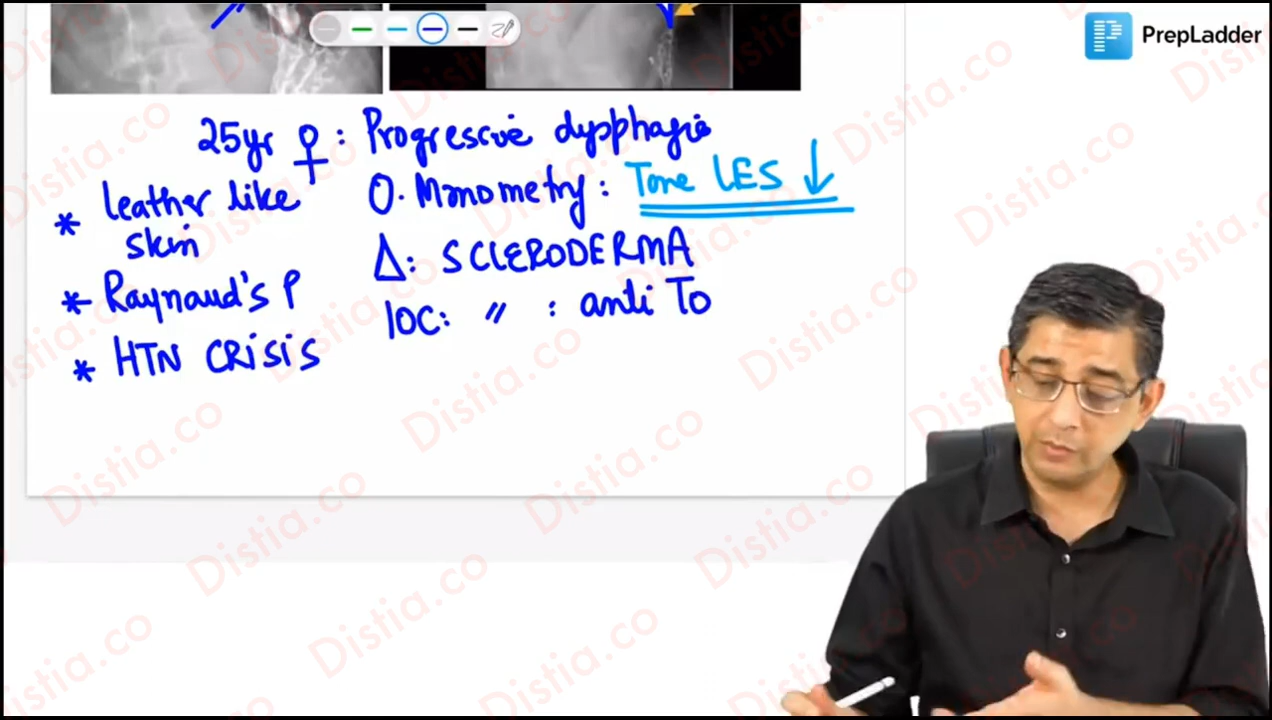 PrepLadder
25yr ♀ : Progressive dysphagia
* leather like skin
O. Manometry : Tone LES ↓
* Raynaud's P
Δ: SCLERODERMA
IOC:〃 : anti To
* HTN CRISIS
Distia.co